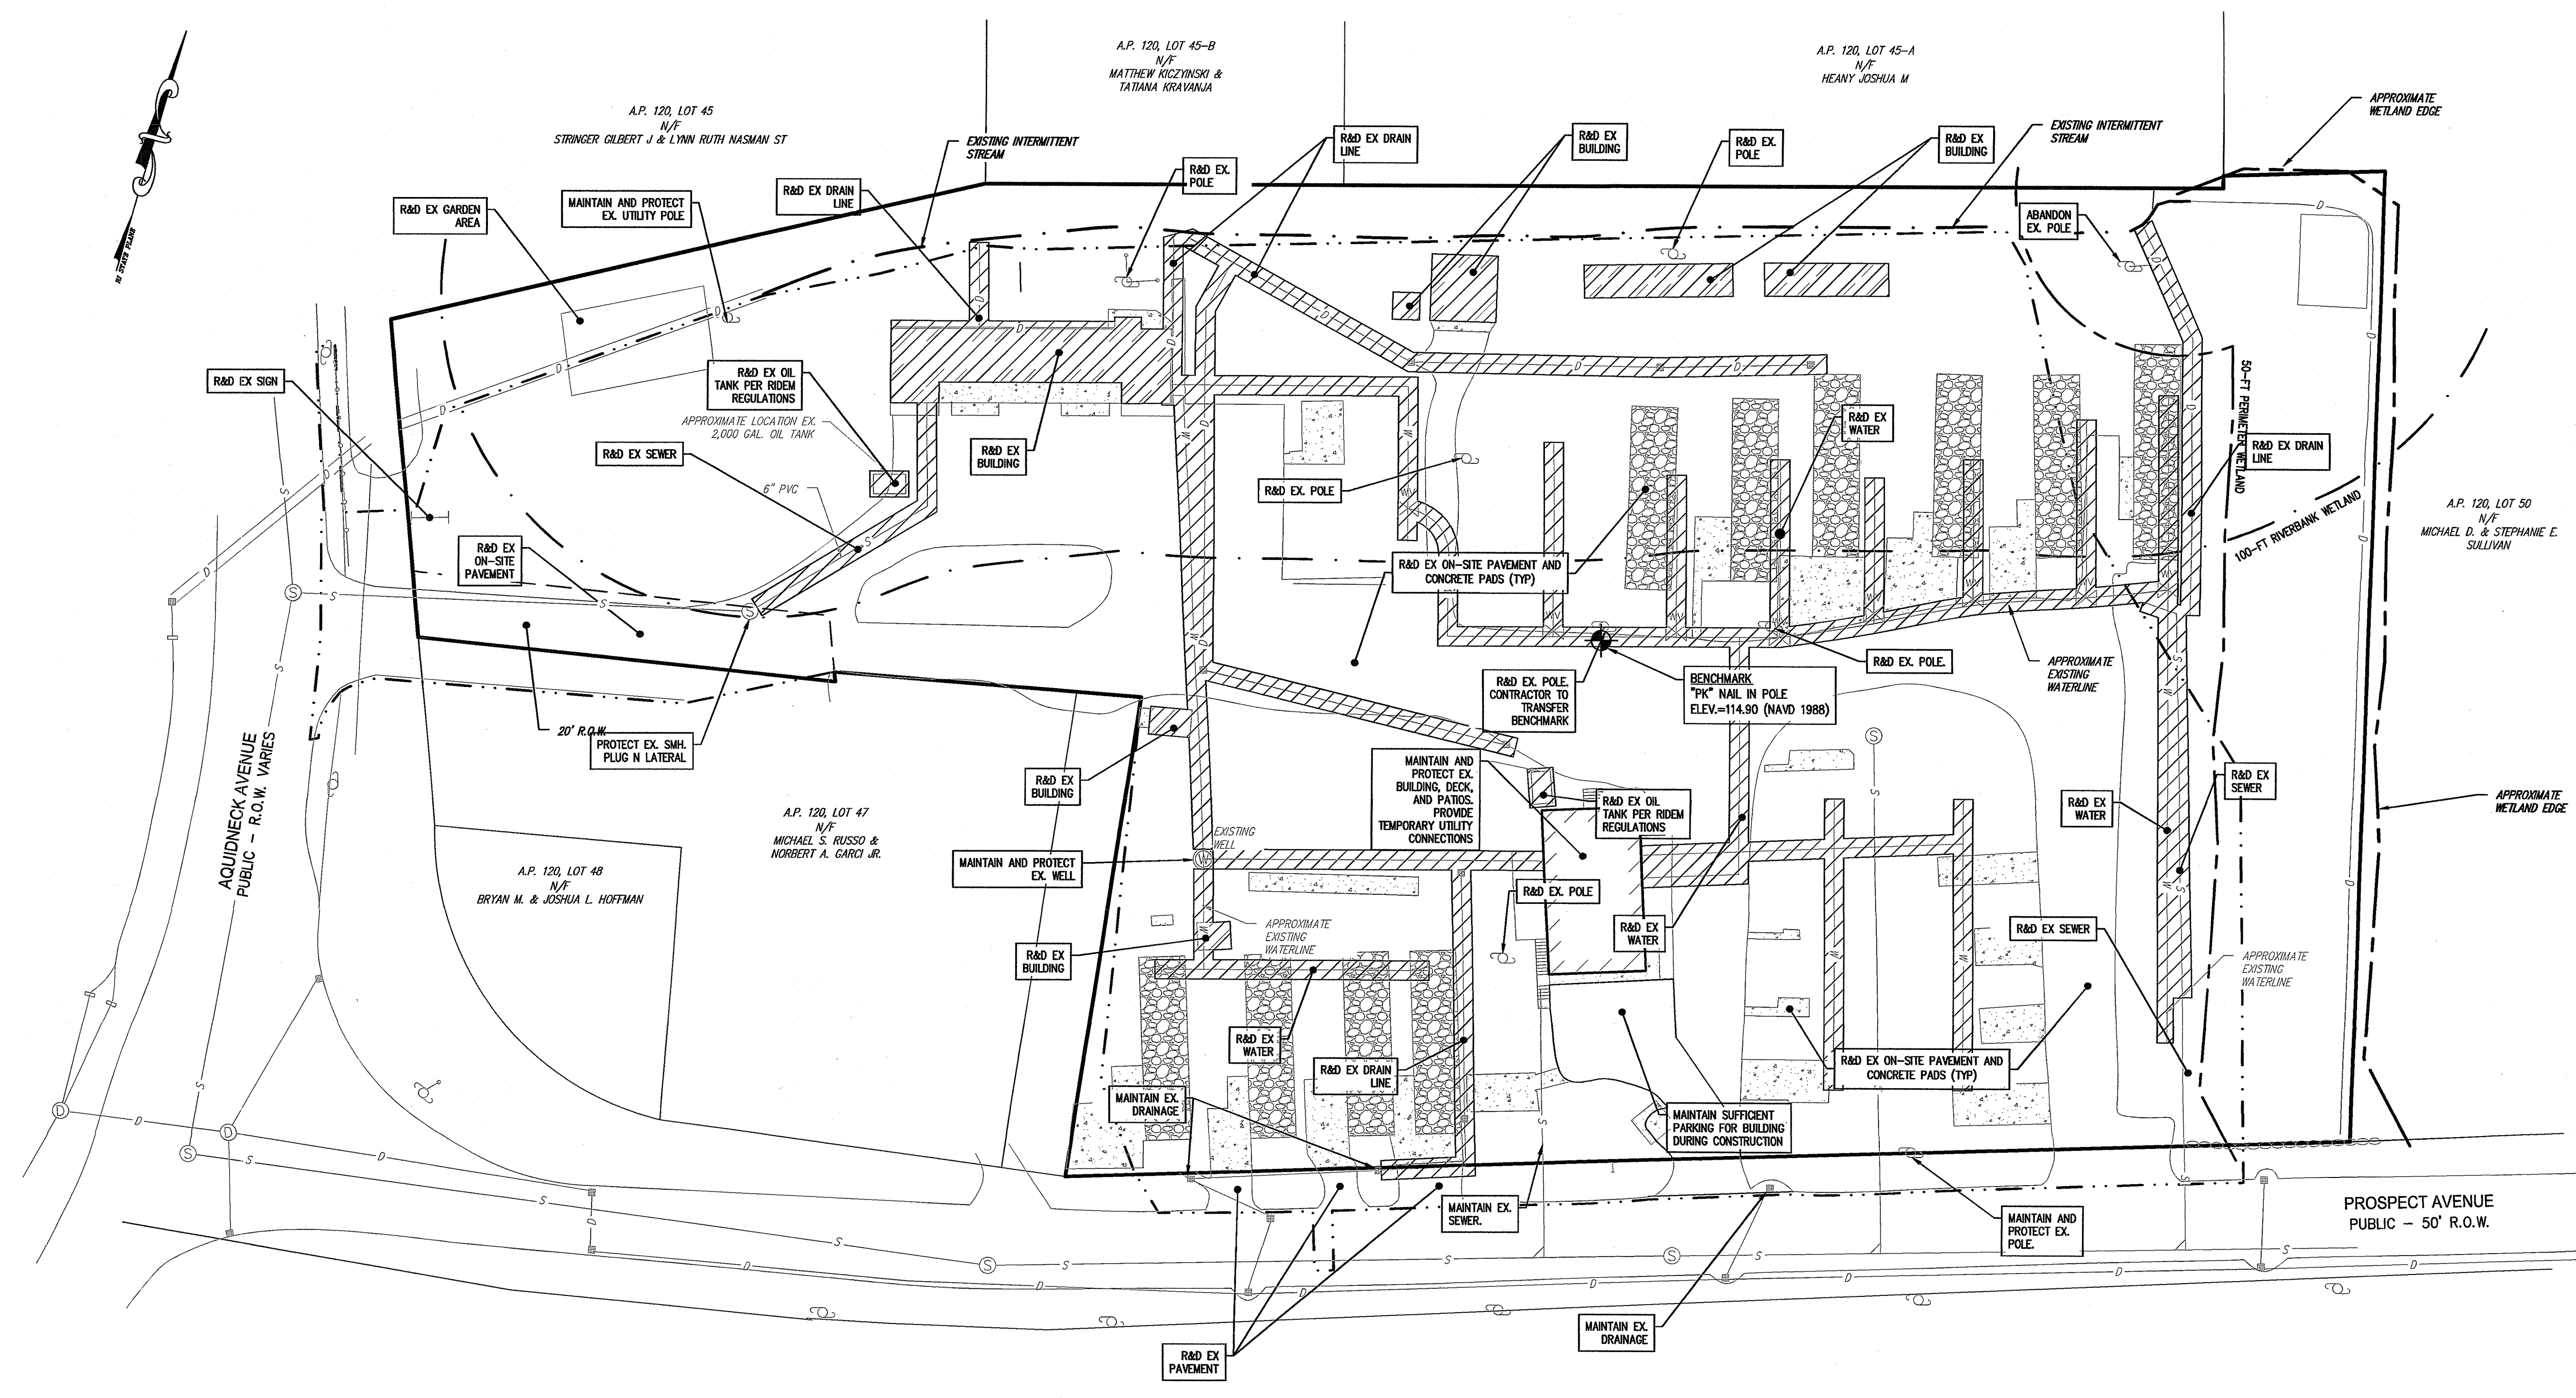 A.P. 120, LOT 45-B
N/F
MATTHEW KICZYINSKI &
TATIANA KRAVANJA
A.P. 120, LOT 45-A
N/F
HEANY JOSHUA M
A.P. 120, LOT 45
N/F
STRINGER GILBERT J & LYNN RUTH NASMAN ST
RI STATE PLANE
APPROXIMATE
WETLAND EDGE
EXISTING INTERMITTENT
STREAM
EXISTING INTERMITTENT
STREAM
R&D EX DRAIN
LINE
R&D EX
BUILDING
R&D EX.
POLE
R&D EX
BUILDING
R&D EX.
POLE
R&D EX DRAIN
LINE
MAINTAIN AND PROTECT
EX. UTILITY POLE
R&D EX GARDEN
AREA
ABANDON
EX. POLE
R&D EX SIGN
R&D EX OIL
TANK PER RIDEM
REGULATIONS
APPROXIMATE LOCATION EX.
2,000 GAL. OIL TANK
R&D EX SEWER
6" PVC
R&D EX
BUILDING
R&D EX. POLE
R&D EX
WATER
50-FT PERIMETER WETLAND
R&D EX DRAIN
LINE
100-FT RIVERBANK WETLAND
A.P. 120, LOT 50
N/F
MICHAEL D. & STEPHANIE E.
SULLIVAN
R&D EX
ON-SITE
PAVEMENT
R&D EX ON-SITE PAVEMENT AND
CONCRETE PADS (TYP)
R&D EX. POLE.
CONTRACTOR TO
TRANSFER
BENCHMARK
BENCHMARK
"PK" NAIL IN POLE
ELEV.=114.90 (NAVD 1988)
R&D EX. POLE.
APPROXIMATE
EXISTING
WATERLINE
20' R.O.W.
PROTECT EX. SMH.
PLUG N LATERAL
AQUIDNECK AVENUE
PUBLIC - R.O.W. VARIES
R&D EX
BUILDING
MAINTAIN AND
PROTECT EX.
BUILDING, DECK,
AND PATIOS.
PROVIDE
TEMPORARY UTILITY
CONNECTIONS
R&D EX OIL
TANK PER RIDEM
REGULATIONS
R&D EX
WATER
R&D EX
SEWER
APPROXIMATE
WETLAND EDGE
A.P. 120, LOT 47
N/F
MICHAEL S. RUSSO &
NORBERT A. GARCI JR.
A.P. 120, LOT 48
N/F
BRYAN M. & JOSHUA L. HOFFMAN
EXISTING
WELL
MAINTAIN AND PROTECT
EX. WELL
R&D EX. POLE
R&D EX
WATER
R&D EX SEWER
APPROXIMATE
EXISTING
WATERLINE
APPROXIMATE
EXISTING
WATERLINE
R&D EX
BUILDING
R&D EX
WATER
R&D EX DRAIN
LINE
MAINTAIN EX.
DRAINAGE
R&D EX ON-SITE PAVEMENT AND
CONCRETE PADS (TYP)
MAINTAIN SUFFICIENT
PARKING FOR BUILDING
DURING CONSTRUCTION
MAINTAIN EX.
SEWER.
MAINTAIN AND
PROTECT EX.
POLE.
PROSPECT AVENUE
PUBLIC - 50' R.O.W.
MAINTAIN EX.
DRAINAGE
R&D EX
PAVEMENT